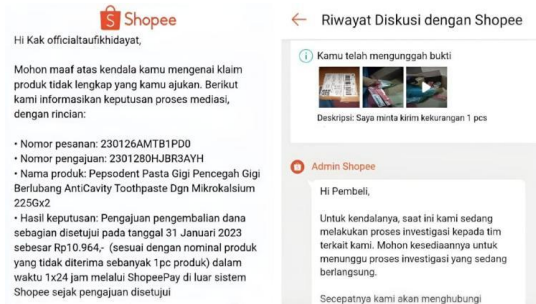 Shopee
Hi Kak officialtaufikhidayat,
Mohon maaf atas kendala kamu mengenai klaim
produk tidak lengkap yang kamu ajukan. Berikut
kami informasikan keputusan proses mediasi,
dengan rincian:
• Nomor pesanan: 230126AMTB1PD0
• Nomor pengajuan: 2301280HJBR3AYH
• Nama produk: Pepsodent Pasta Gigi Pencegah Gigi
Berlubang AntiCavity Toothpaste Dgn Mikrokalsium
225Gx2
• Hasil keputusan: Pengajuan pengembalian dana
sebagian disetujui pada tanggal 31 Januari 2023
sebesar Rp10.964,- (sesuai dengan nominal produk
yang tidak diterima sebanyak 1pc produk) dalam
waktu 1x24 jam melalui ShopeePay di luar sistem
Shopee sejak pengajuan disetujui
Riwayat Diskusi dengan Shopee
Kamu telah mengunggah bukti
Deskripsi: Saya minta kirim kekurangan 1 pcs
Admin Shopee
Hi Pembeli,
Untuk kendalanya, saat ini kami sedang
melakukan proses investigasi kepada tim
terkait kami. Mohon kesediaannya untuk
menunggu proses investigasi yang sedang
berlangsung.
Secepatnya kami akan menghubungi